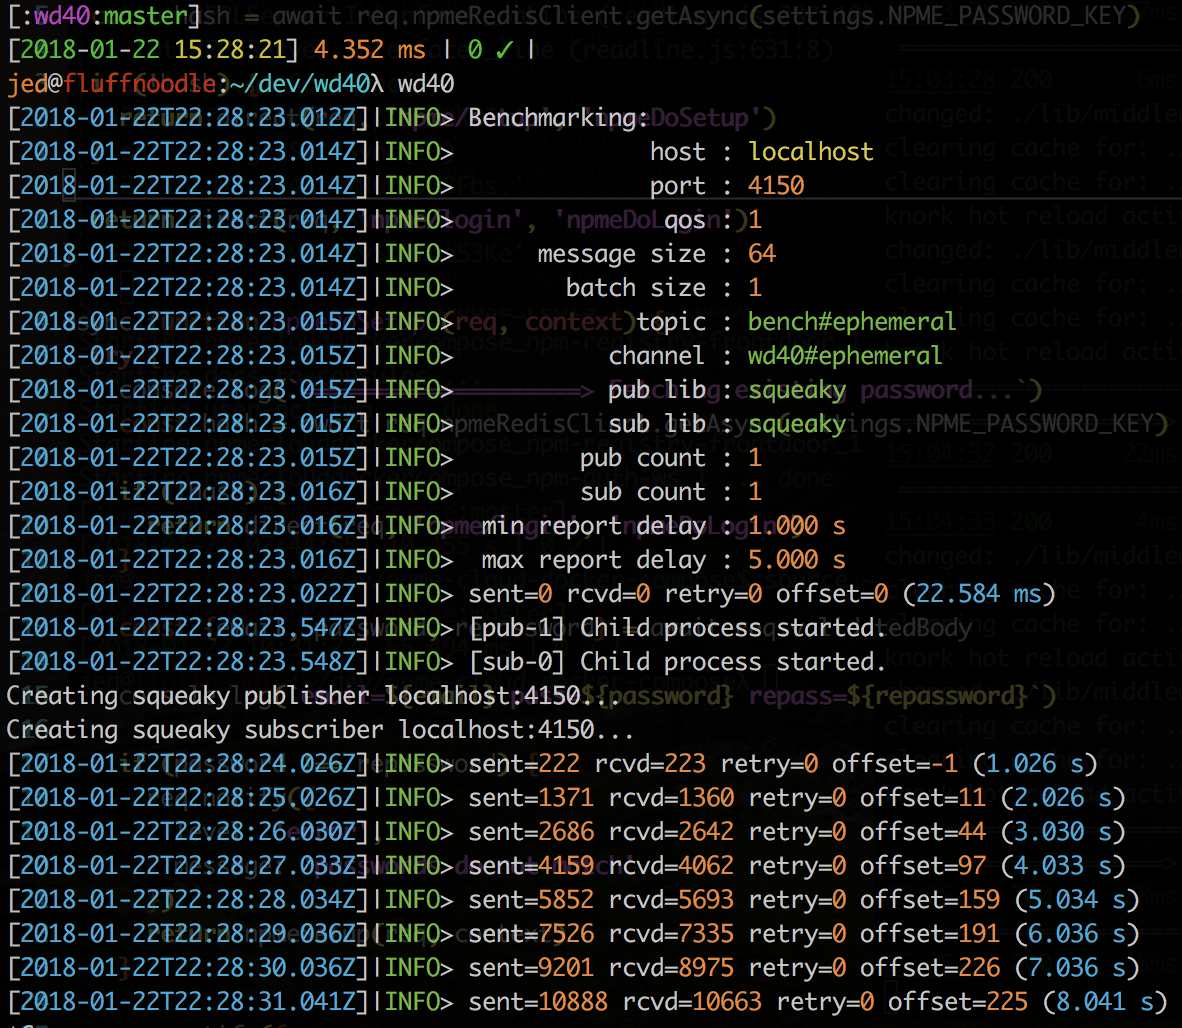 [:wd40:master] = await req.npmeRedisClient.getAsync(settings.NPME_PASSWORD_KEY)
[2018-01-22 15:28:21] 4.352 ms | 0 ✓ | (readline.js:631:8)
jed@fluffnoodle:~/dev/wd40λ wd40
[2018-01-22T22:28:23.012Z]|INFO> Benchmarking:
[2018-01-22T22:28:23.014Z]|INFO> host : localhost
[2018-01-22T22:28:23.014Z]|INFO> port : 4150
[2018-01-22T22:28:23.014Z]|INFO> qos : 1
[2018-01-22T22:28:23.014Z]|INFO> message size : 64
[2018-01-22T22:28:23.014Z]|INFO> batch size : 1
[2018-01-22T22:28:23.015Z]|INFO> topic : bench#ephemeral
[2018-01-22T22:28:23.015Z]|INFO> channel : wd40#ephemeral
[2018-01-22T22:28:23.015Z]|INFO> pub lib : squeaky
[2018-01-22T22:28:23.015Z]|INFO> sub lib : squeaky
[2018-01-22T22:28:23.015Z]|INFO> pub count : 1
[2018-01-22T22:28:23.016Z]|INFO> sub count : 1
[2018-01-22T22:28:23.016Z]|INFO> min report delay : 1.000 s
[2018-01-22T22:28:23.016Z]|INFO> max report delay : 5.000 s
[2018-01-22T22:28:23.022Z]|INFO> sent=0 rcvd=0 retry=0 offset=0 (22.584 ms)
[2018-01-22T22:28:23.547Z]|INFO> [pub-1] Child process started.
[2018-01-22T22:28:23.548Z]|INFO> [sub-0] Child process started.
Creating squeaky publisher localhost:4150...
Creating squeaky subscriber localhost:4150...
[2018-01-22T22:28:24.026Z]|INFO> sent=222 rcvd=223 retry=0 offset=-1 (1.026 s)
[2018-01-22T22:28:25.026Z]|INFO> sent=1371 rcvd=1360 retry=0 offset=11 (2.026 s)
[2018-01-22T22:28:26.030Z]|INFO> sent=2686 rcvd=2642 retry=0 offset=44 (3.030 s)
[2018-01-22T22:28:27.033Z]|INFO> sent=4159 rcvd=4062 retry=0 offset=97 (4.033 s)
[2018-01-22T22:28:28.034Z]|INFO> sent=5852 rcvd=5693 retry=0 offset=159 (5.034 s)
[2018-01-22T22:28:29.036Z]|INFO> sent=7526 rcvd=7335 retry=0 offset=191 (6.036 s)
[2018-01-22T22:28:30.036Z]|INFO> sent=9201 rcvd=8975 retry=0 offset=226 (7.036 s)
[2018-01-22T22:28:31.041Z]|INFO> sent=10888 rcvd=10663 retry=0 offset=225 (8.041 s)